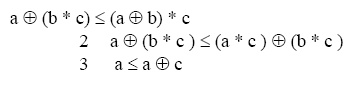 a ⊕ (b * c) ≤ (a ⊕ b) * c
2 a ⊕ (b * c ) ≤ (a * c ) ⊕ (b * c )
3 a ≤ a ⊕ c